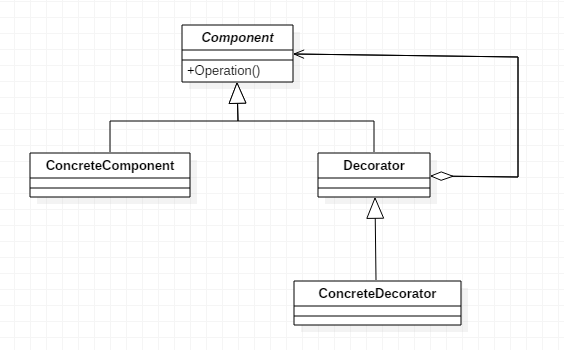 Component
+Operation()
ConcreteComponent
Decorator
ConcreteDecorator